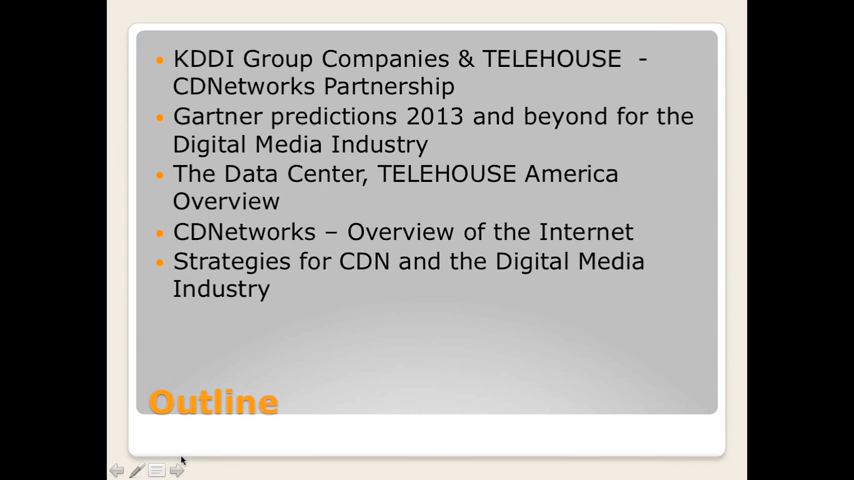 KDDI Group Companies & TELEHOUSE -
CDNetworks Partnership
Gartner predictions 2013 and beyond for the
Digital Media Industry
The Data Center, TELEHOUSE America
Overview
CDNetworks – Overview of the Internet
Strategies for CDN and the Digital Media
Industry
Outline